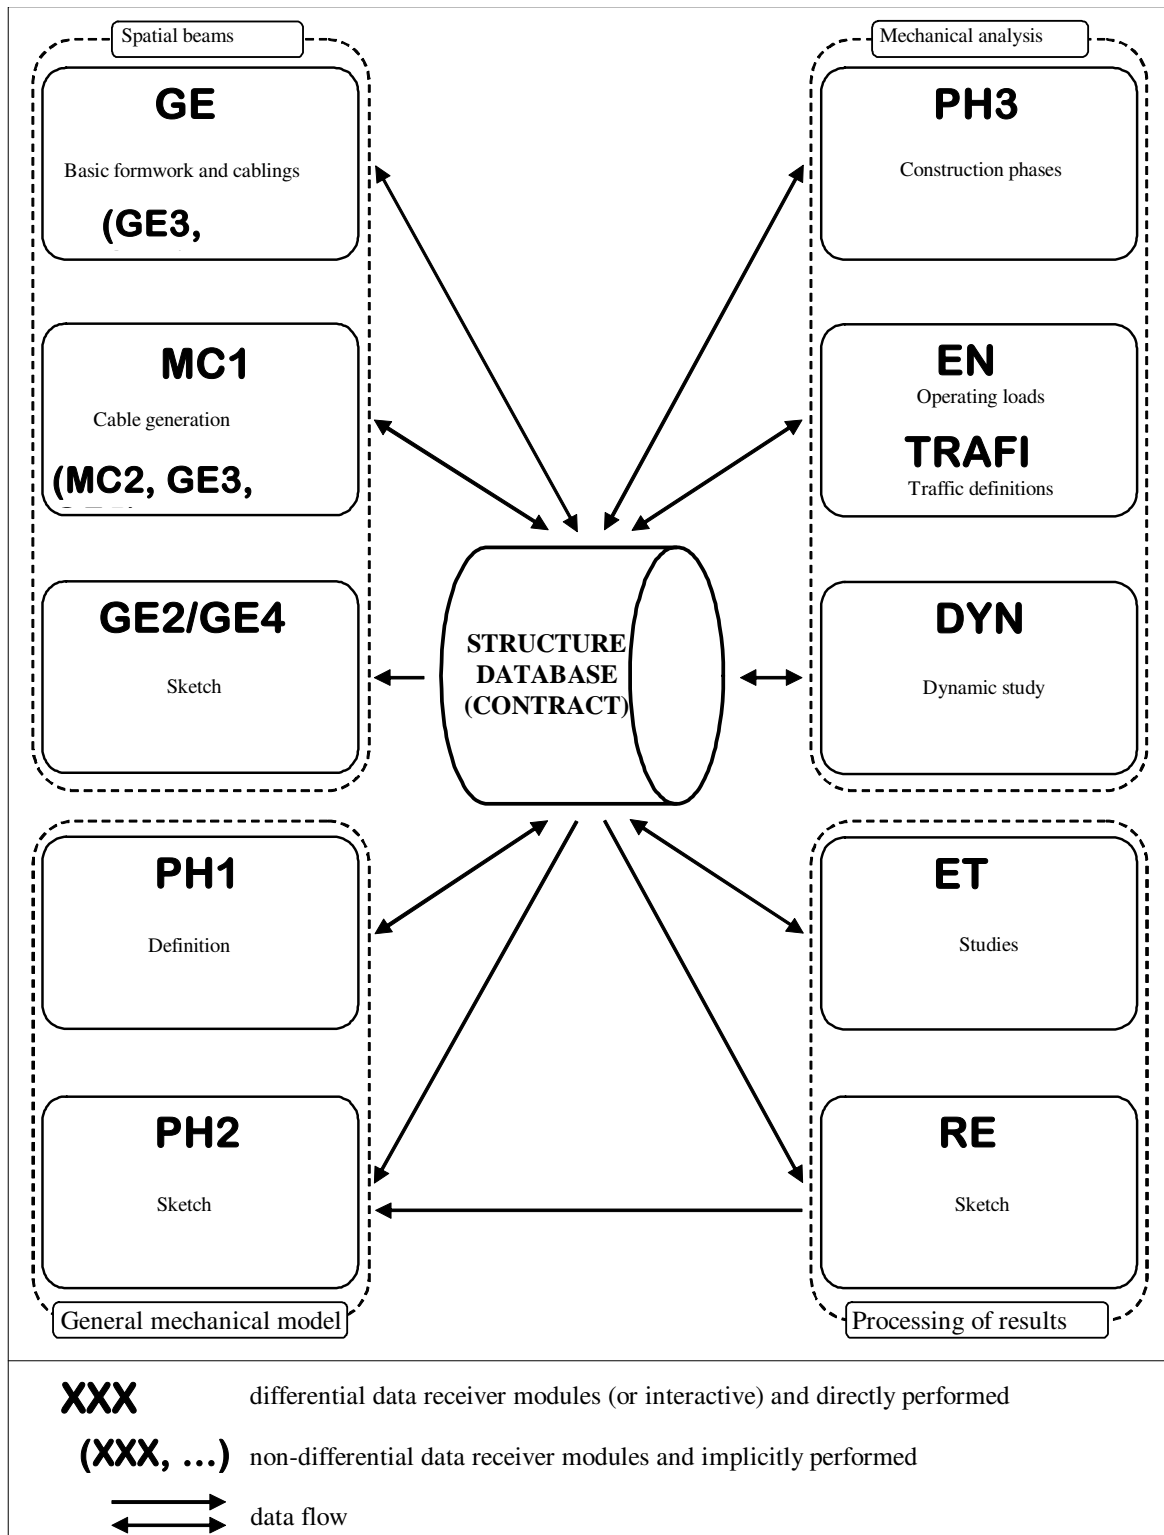 Spatial beams
GE
Basic formwork and cablings
(GE3,
MC1
Cable generation
(MC2, GE3,
GE2/GE4
Sketch
PH1
Definition
PH2
Sketch
General mechanical model
STRUCTURE
DATABASE
(CONTRACT)
Mechanical analysis
PH3
Construction phases
EN
Operating loads
TRAFI
Traffic definitions
DYN
Dynamic study
ET
Studies
RE
Sketch
Processing of results
XXX differential data receiver modules (or interactive) and directly performed
(XXX, ...) non-differential data receiver modules and implicitly performed
data flow